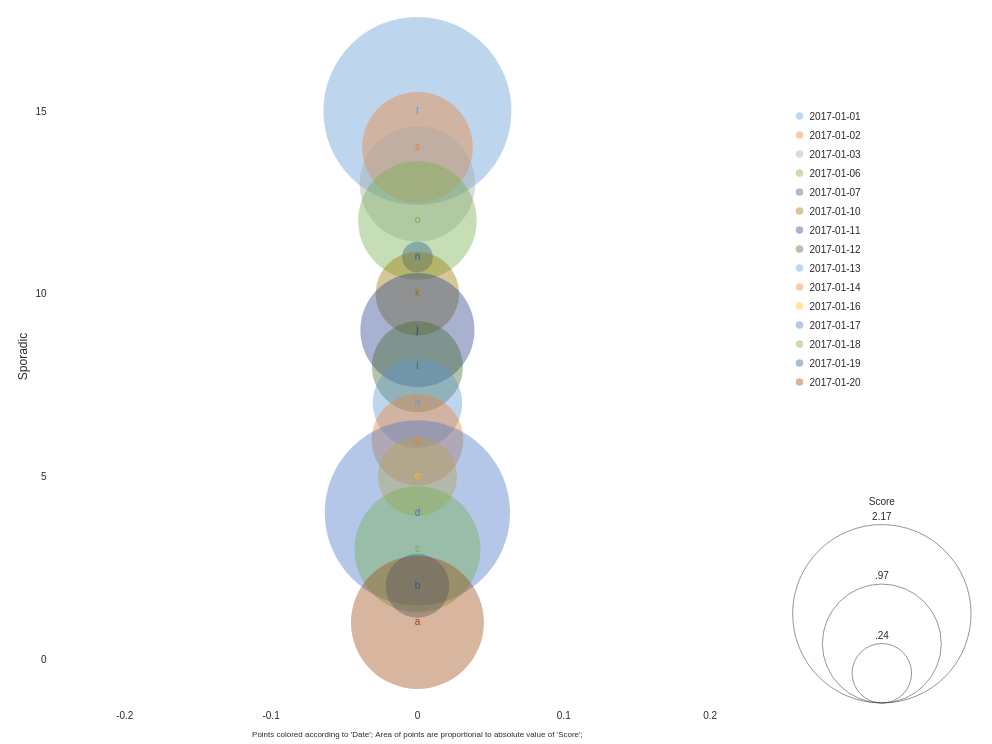 t
s
15
o
n
10
k
j
i
h
Sporadic
e
5
d
c
b
a
0
-0.2
-0.1
0
0.1
0.2
Points colored according to 'Date'; Area of points are proportional to absolute value of 'Score';
2017-01-01
2017-01-02
2017-01-03
2017-01-06
2017-01-07
2017-01-10
2017-01-11
2017-01-12
2017-01-13
2017-01-14
2017-01-16
2017-01-17
2017-01-18
2017-01-19
2017-01-20
Score
2.17
.97
.24